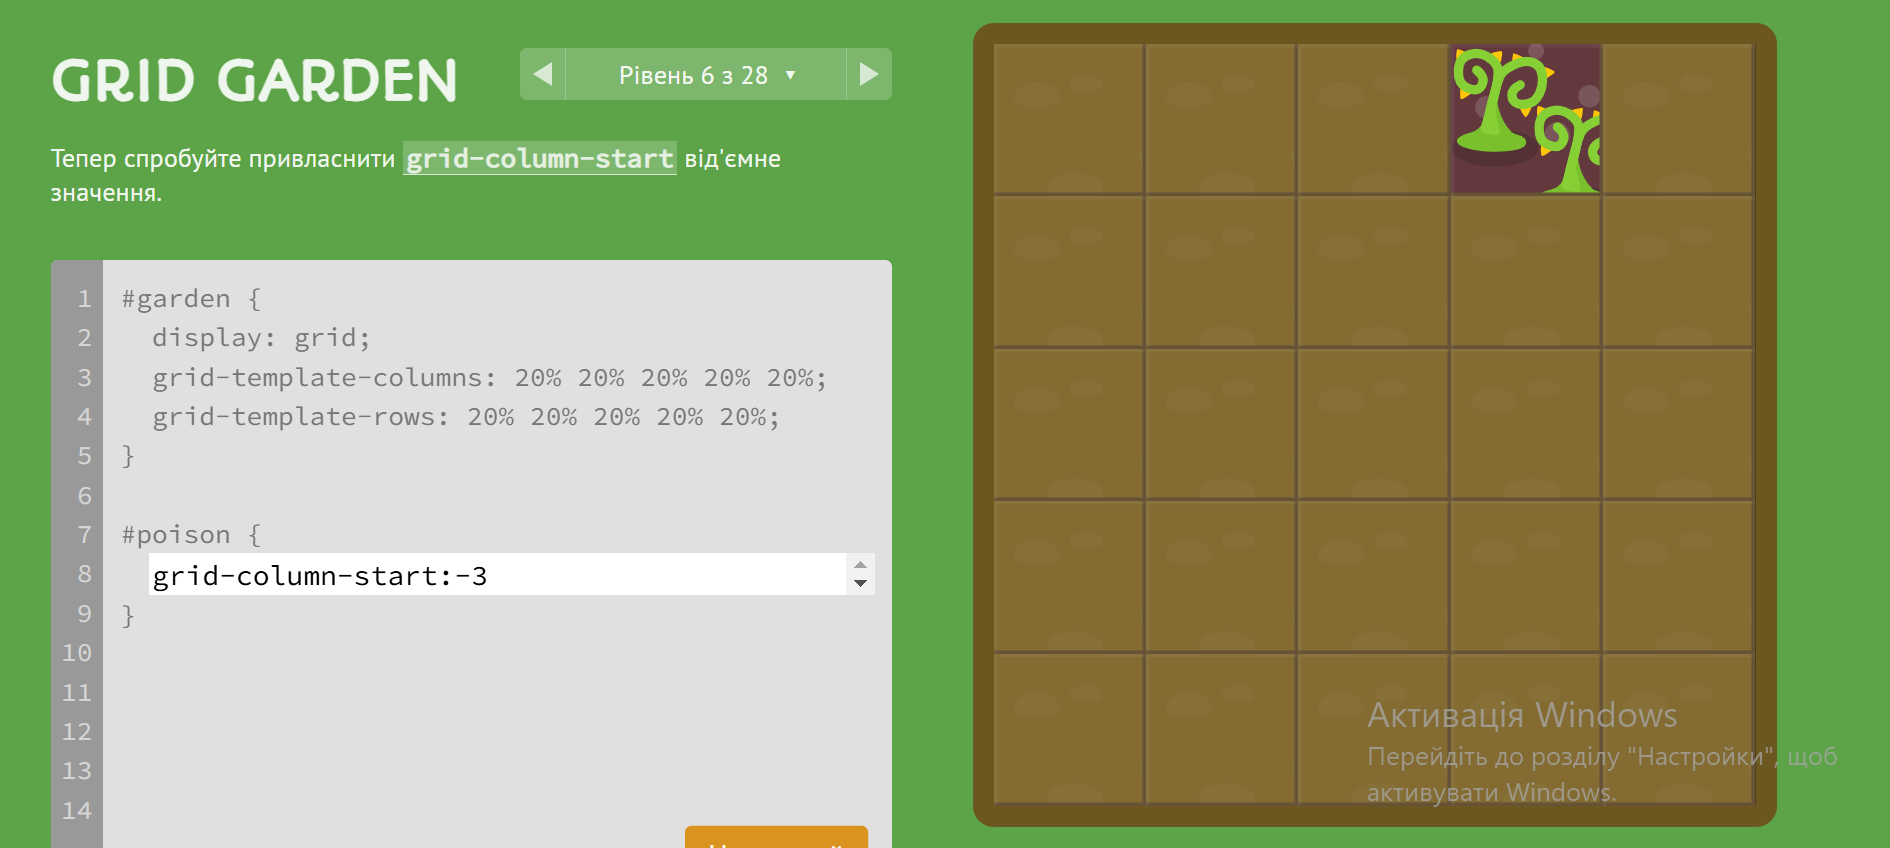 GRID GARDEN
Рівень 6 з 28 ▼
Тепер спробуйте привласнити grid-column-start від'ємне
значення.
1 #garden {
2 display: grid;
3 grid-template-columns: 20% 20% 20% 20% 20%;
4 grid-template-rows: 20% 20% 20% 20% 20%;
5 }
6
7 #poison {
8 grid-column-start:-3
9 }
10
11
12
13
14
Активація Windows
Перейдіть до розділу "Настройки", щоб
активувати Windows.